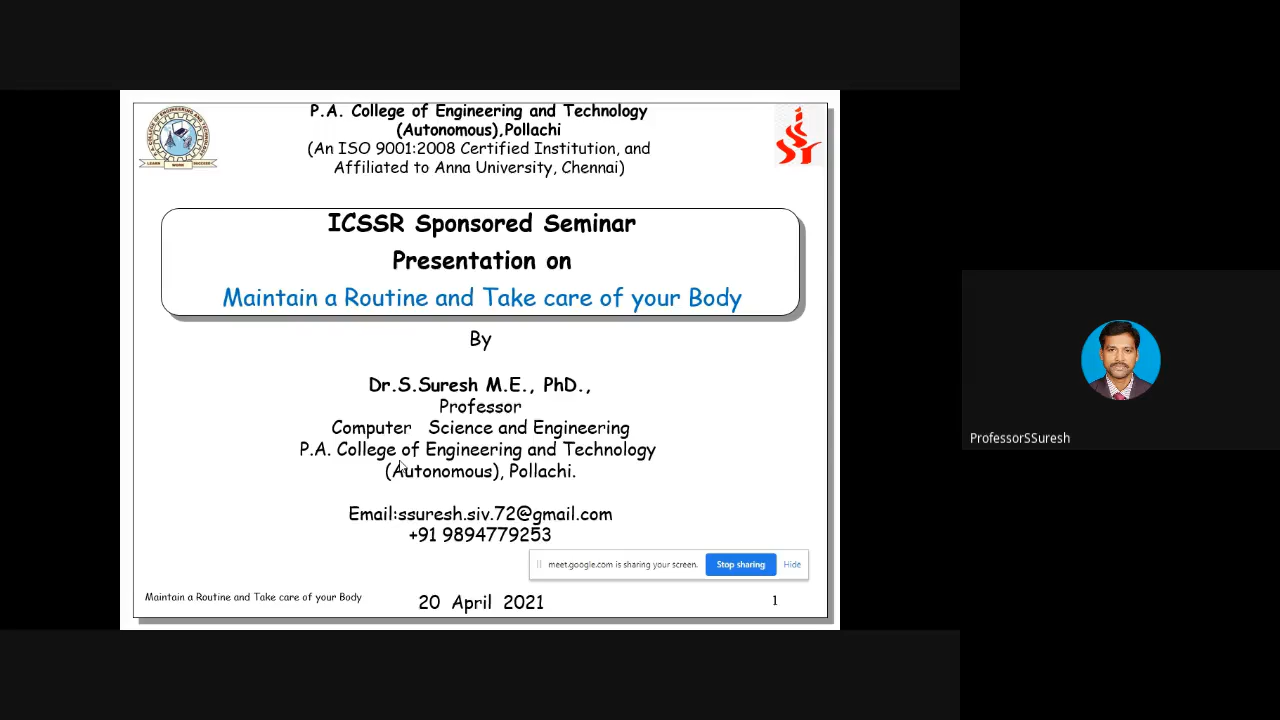 P.A. College of Engineering and Technology
(Autonomous),Pollachi
(An ISO 9001:2008 Certified Institution, and
Affiliated to Anna University, Chennai)
ICSSR Sponsored Seminar
Presentation on
Maintain a Routine and Take care of your Body
By
Dr.S.Suresh M.E., PhD.,
Professor
Computer Science and Engineering
P.A. College of Engineering and Technology
(Autonomous), Pollachi.
Email:ssuresh.siv.72@gmail.com
+91 9894779253
meet.google.com is sharing your screen. Stop sharing Hide
Maintain a Routine and Take care of your Body 20 April 2021 1
ProfessorSSuresh